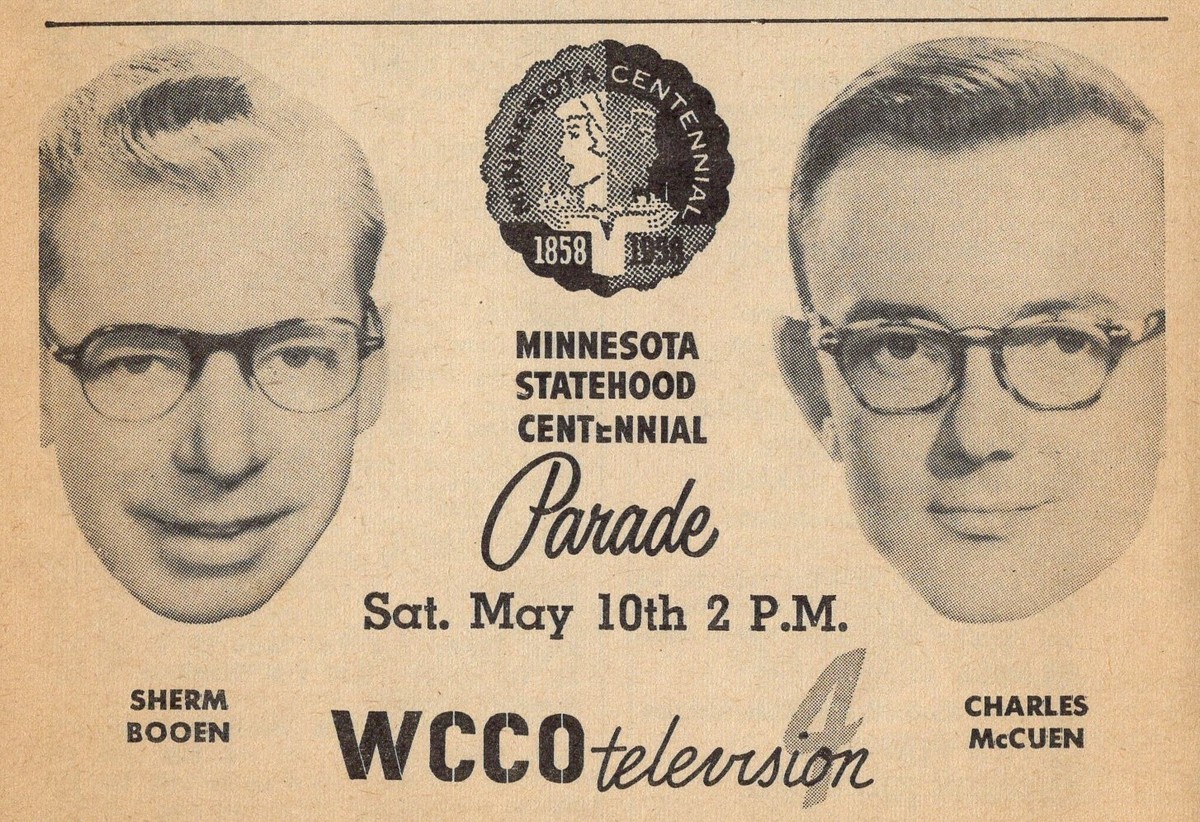 MINNESOTA CENTENNIAL
1858 1958
MINNESOTA
STATEHOOD
CENTENNIAL
Parade
Sat. May 10th 2 P.M.
SHERM
BOOEN
CHARLES
McCUEN
4
WCCO television